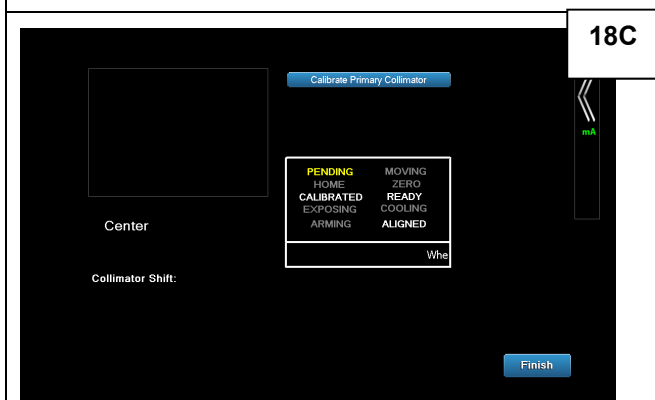 18C
Calibrate Primary Collimator
mA
PENDING MOVING
HOME ZERO
CALIBRATED READY
EXPOSING COOLING
ARMING ALIGNED
Whe
Center
Collimator Shift:
Finish